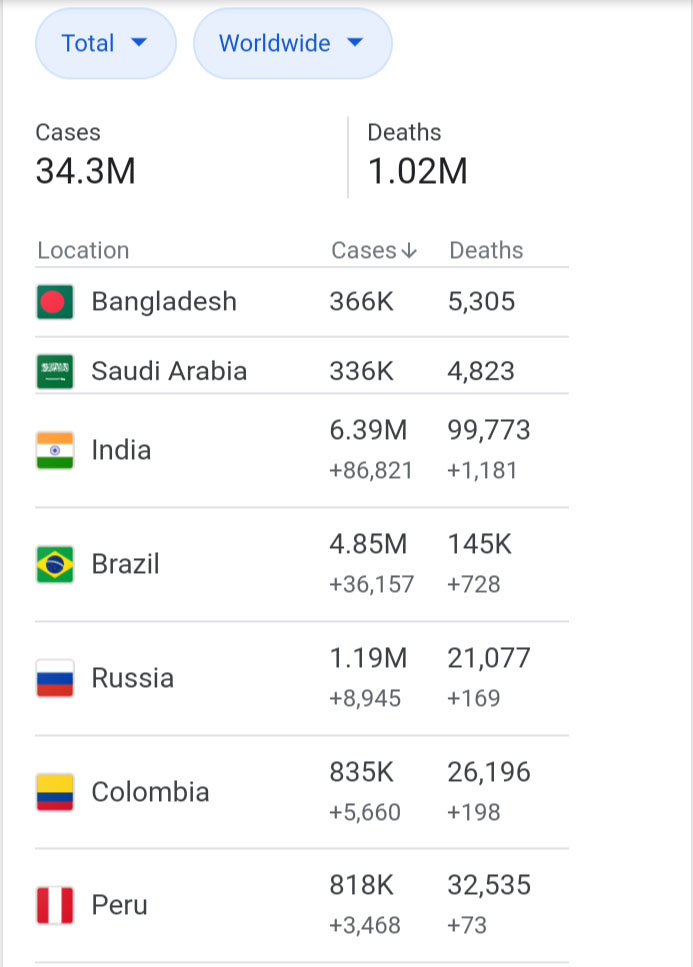 Total Worldwide
Cases Deaths
34.3M 1.02M
Location Cases↓ Deaths
Bangladesh 366K 5,305
Saudi Arabia 336K 4,823
India 6.39M 99,773
+86,821 +1,181
Brazil 4.85M 145K
+36,157 +728
Russia 1.19M 21,077
+8,945 +169
Colombia 835K 26,196
+5,660 +198
Peru 818K 32,535
+3,468 +73